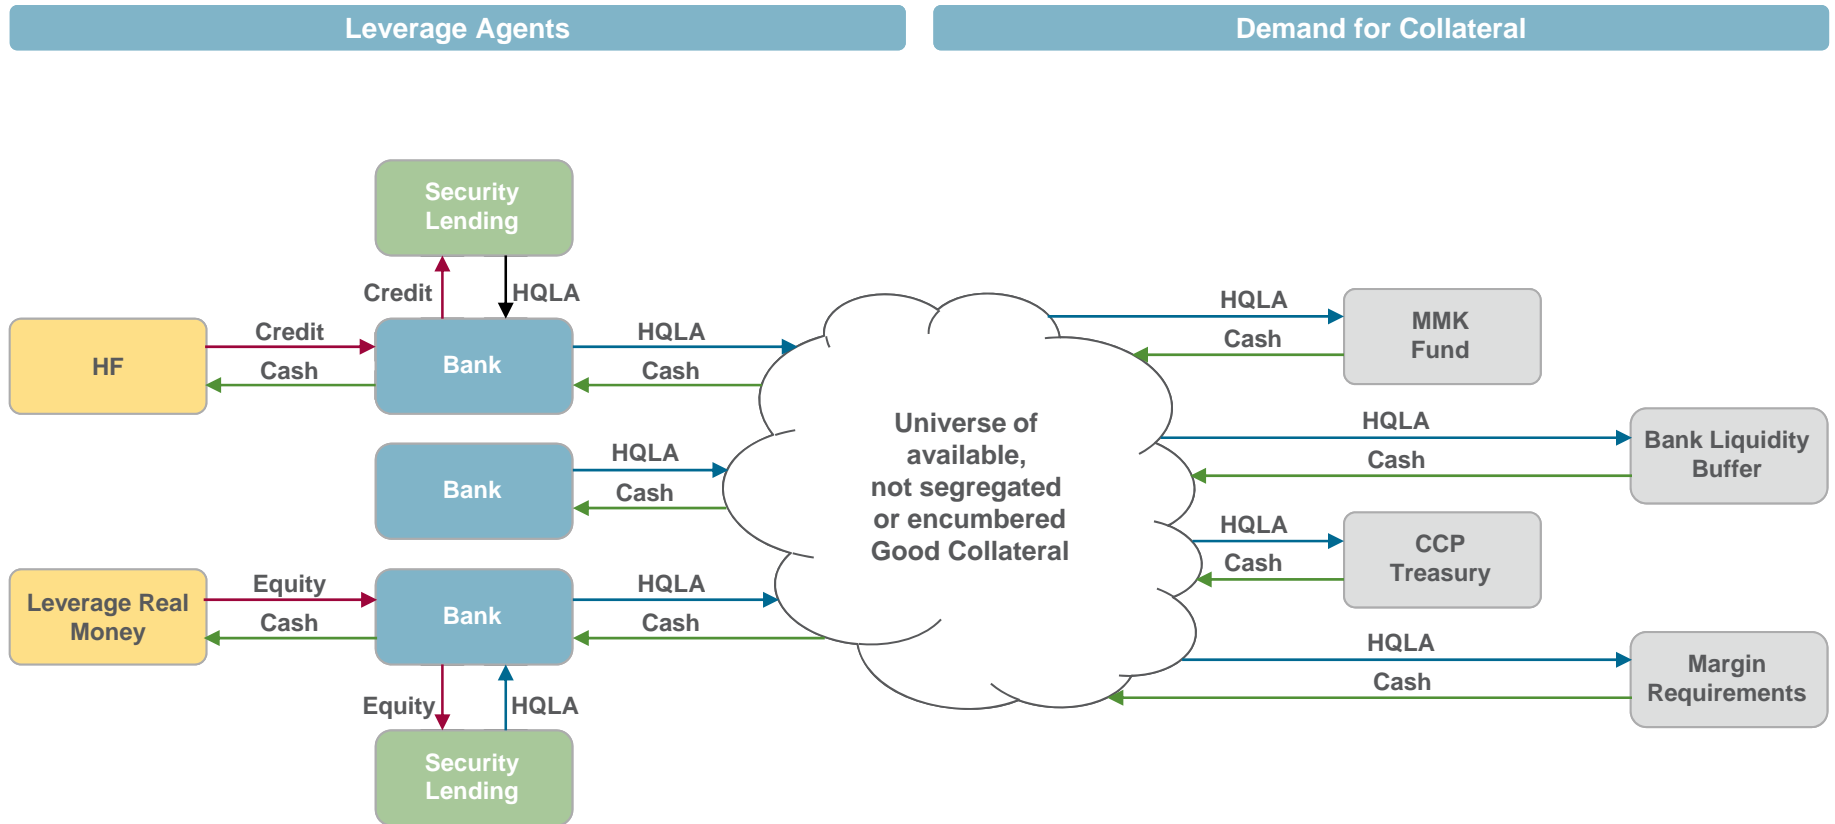 Leverage Agents
Demand for Collateral
Security
Lending
Credit
HQLA
HF
Credit
Cash
Bank
HQLA
Cash
Bank
HQLA
Cash
Leverage Real
Money
Equity
Cash
Bank
HQLA
Cash
Equity
HQLA
Security
Lending
Universe of
available,
not segregated
or encumbered
Good Collateral
HQLA
Cash
MMK
Fund
HQLA
Cash
Bank Liquidity
Buffer
HQLA
Cash
CCP
Treasury
HQLA
Cash
Margin
Requirements